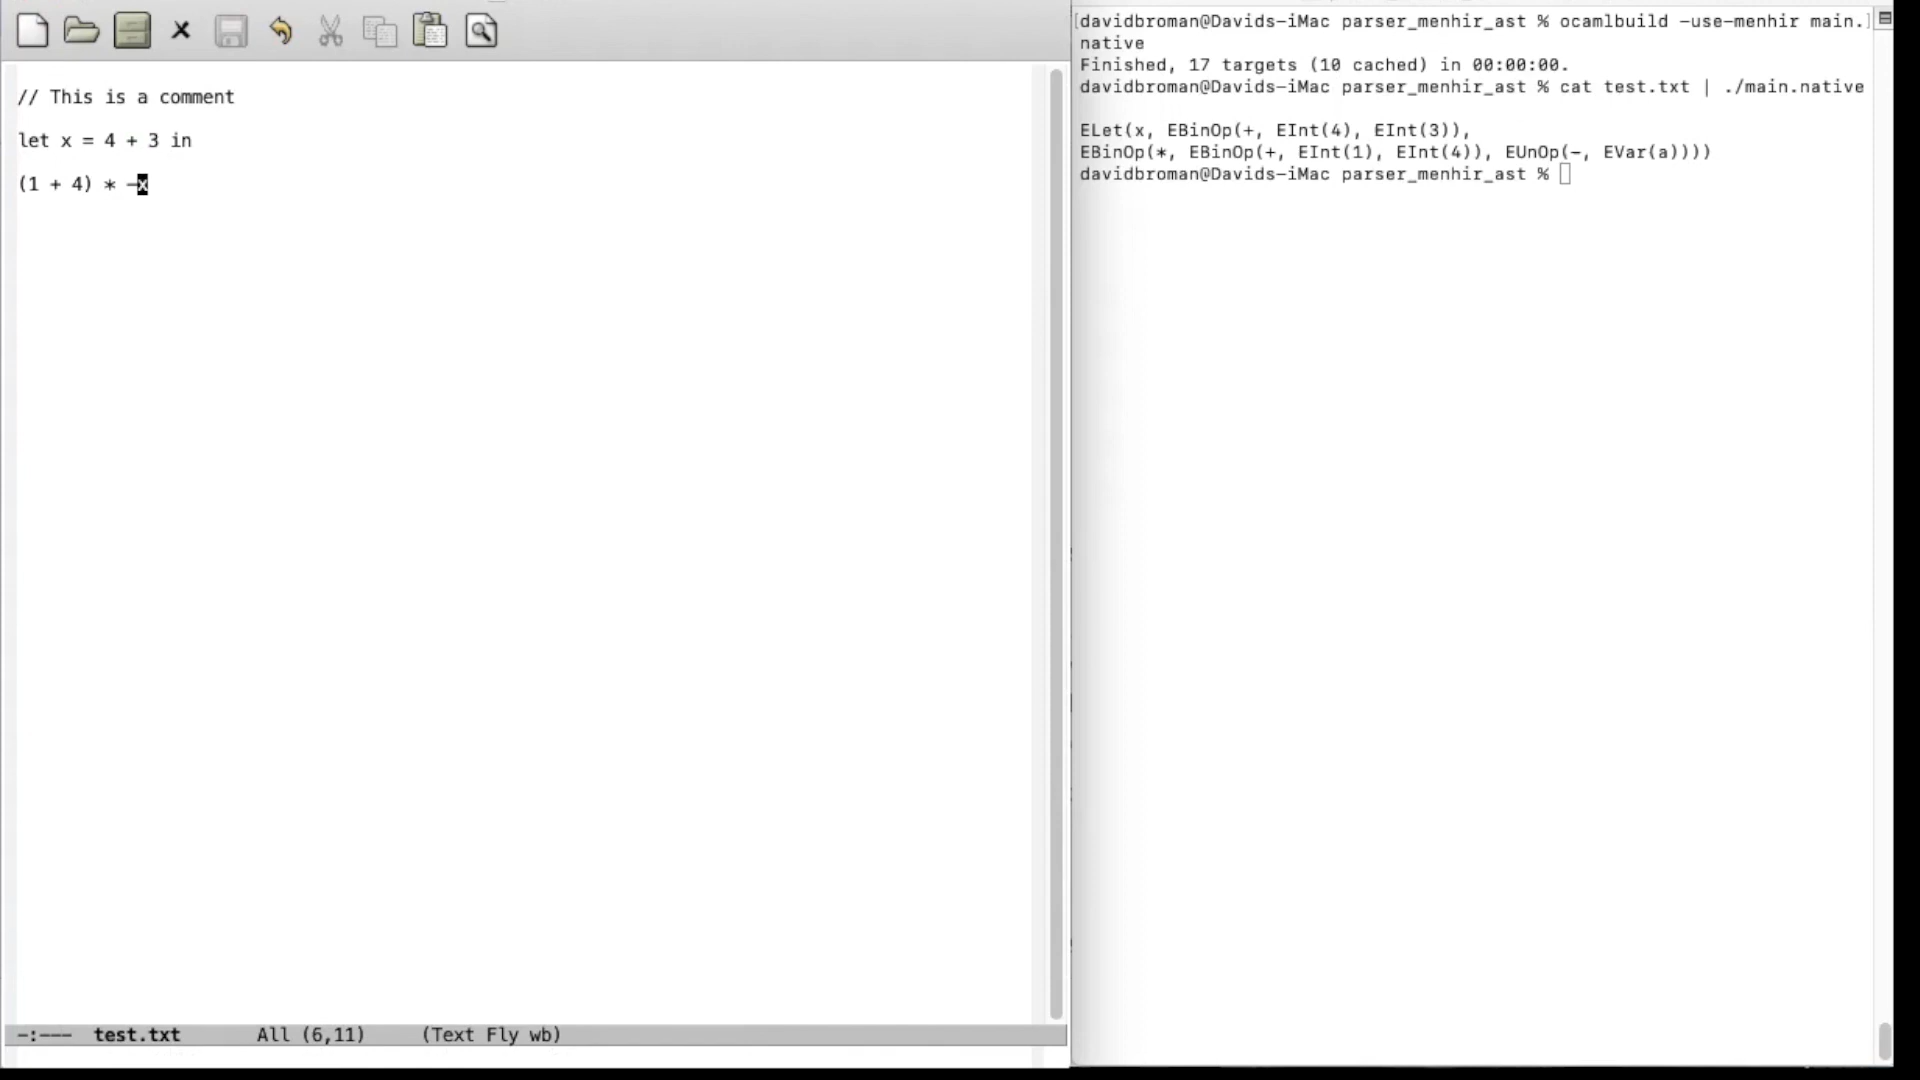 // This is a comment
let x = 4 + 3 in
(1 + 4) * -x
-:--- test.txt All (6,11) (Text Fly wb)
[davidbroman@Davids-iMac parser_menhir_ast % ocamlbuild -use-menhir main.]
native
Finished, 17 targets (10 cached) in 00:00:00.
davidbroman@Davids-iMac parser_menhir_ast % cat test.txt | ./main.native
ELet(x, EBinOp(+, EInt(4), EInt(3)),
EBinOp(*, EBinOp(+, EInt(1), EInt(4)), EUnOp(-, EVar(a))))
davidbroman@Davids-iMac parser_menhir_ast %